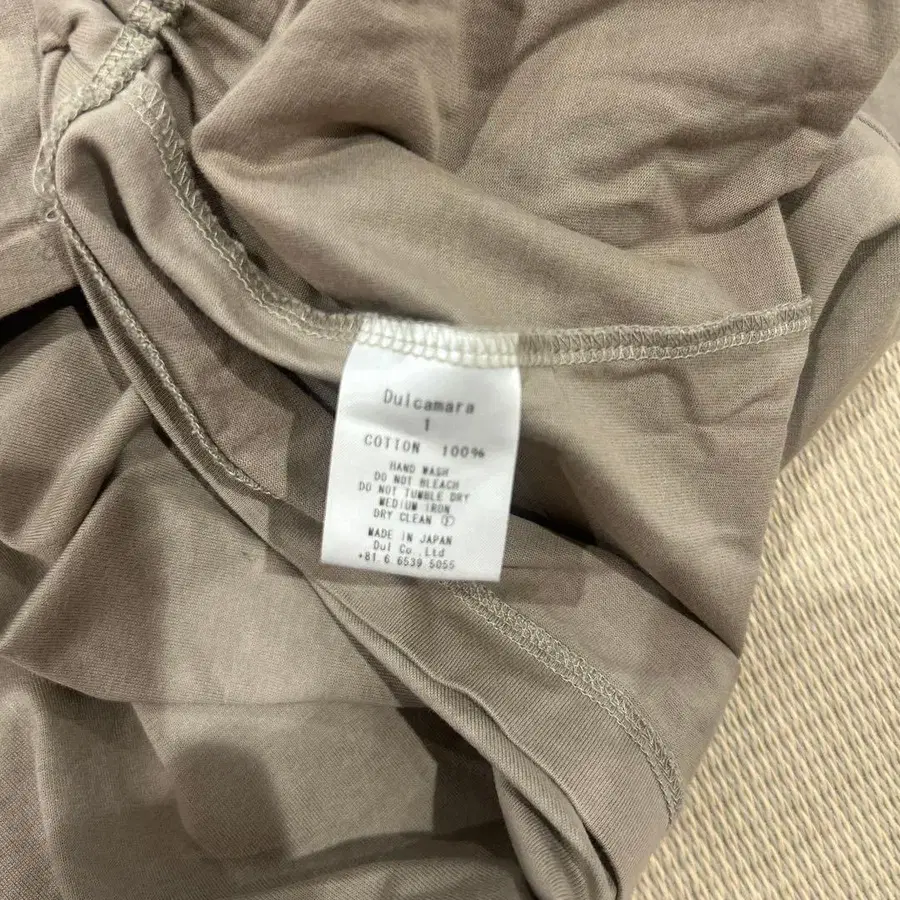 Dulcamara
1
COTTON 100%
HAND WASH
DO NOT BLEACH
DO NOT TUMBLE DRY
MEDIUM IRON
DRY CLEAN Ⓟ
MADE IN JAPAN
Dul Co.,Ltd
+81 6 6539 5055